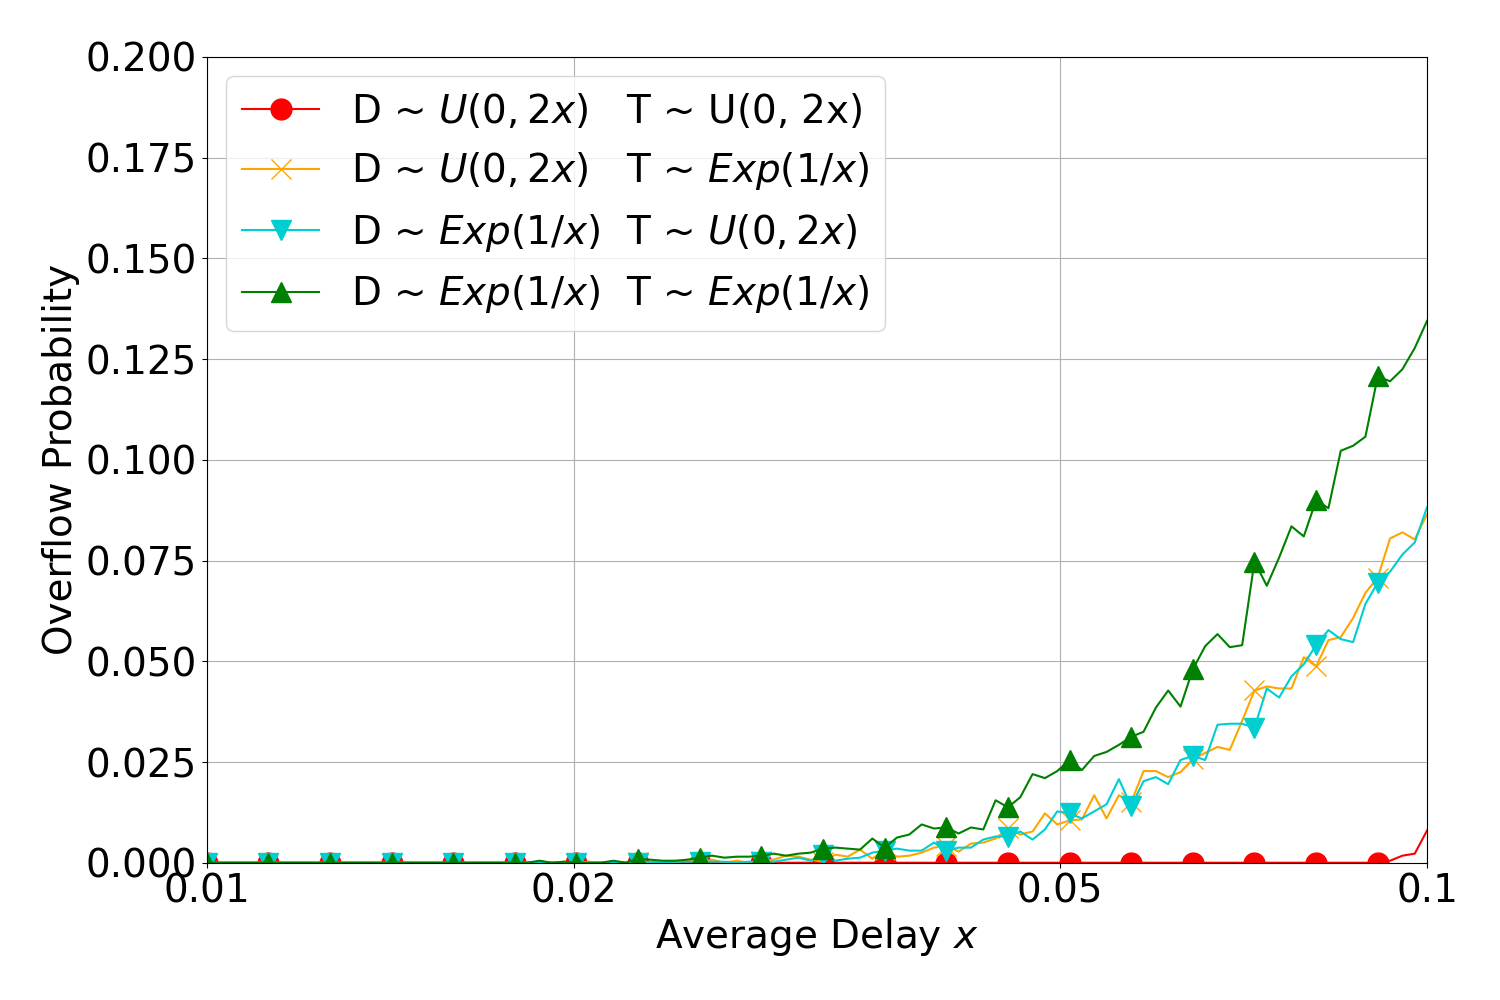 0.200
0.175
0.150
0.125
0.100
0.075
0.050
0.025
0.000
Overflow Probability
D ~ U(0, 2x) T ~ U(0, 2x)
D ~ U(0, 2x) T ~ Exp(1/x)
D ~ Exp(1/x) T ~ U(0, 2x)
D ~ Exp(1/x) T ~ Exp(1/x)
0.01 0.02 0.05 0.1
Average Delay x